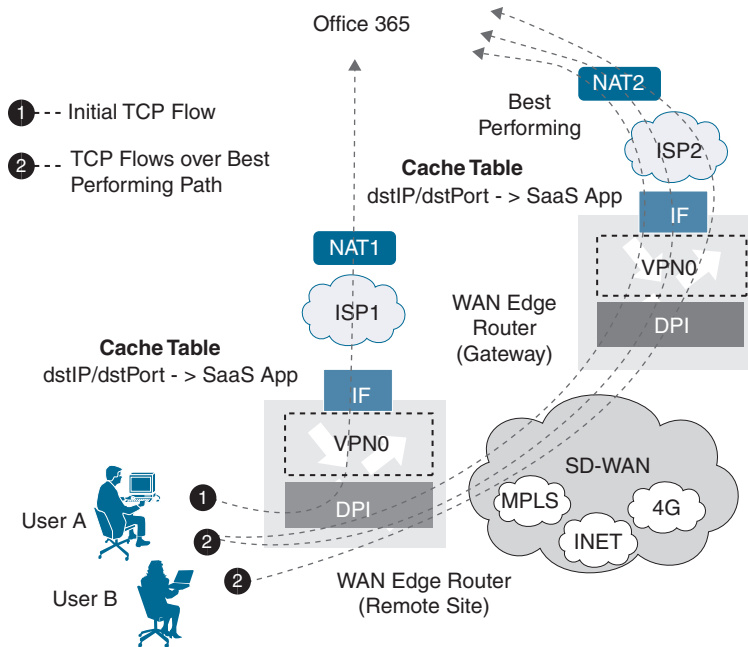 Office 365
1 Initial TCP Flow
2 TCP Flows over Best
Performing Path
NAT2
Best
Performing
ISP2
Cache Table
dstIP/dstPort - > SaaS App
IF
VPN0
DPI
WAN Edge
Router
(Gateway)
NAT1
ISP1
Cache Table
dstIP/dstPort - > SaaS App
IF
VPN0
DPI
SD-WAN
MPLS
4G
INET
1
User A
2
2
User B
WAN Edge Router
(Remote Site)